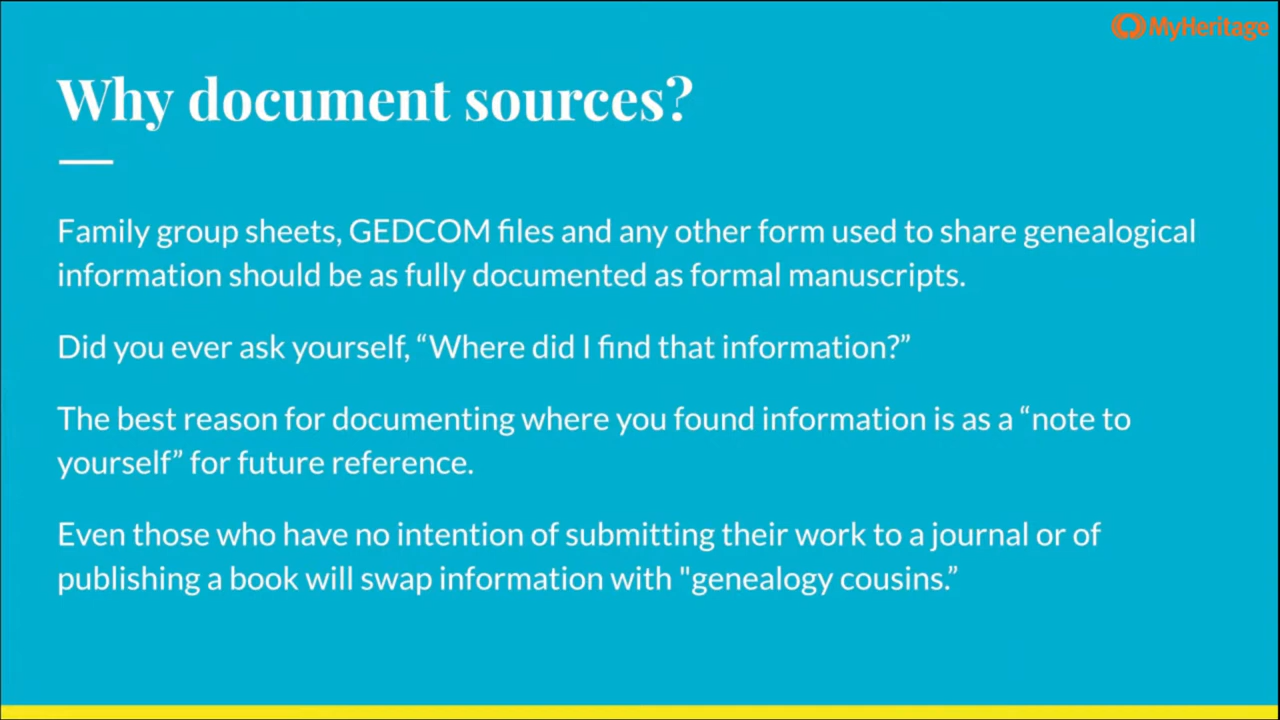 MyHeritage
Why document sources?
Family group sheets, GEDCOM files and any other form used to share genealogical
information should be as fully documented as formal manuscripts.
Did you ever ask yourself, “Where did I find that information?”
The best reason for documenting where you found information is as a “note to
yourself” for future reference.
Even those who have no intention of submitting their work to a journal or of
publishing a book will swap information with "genealogy cousins.”